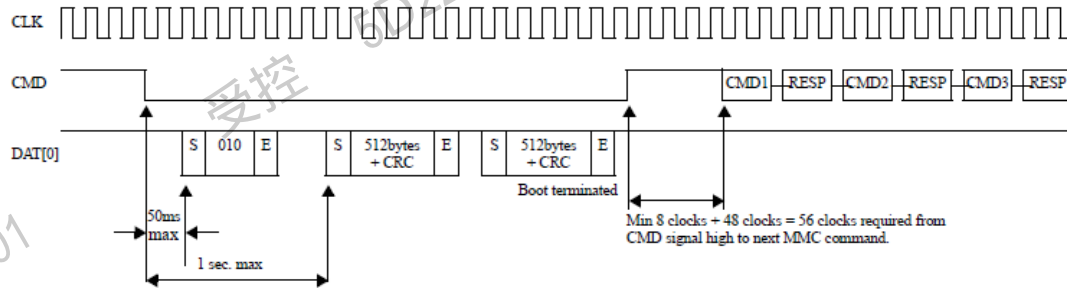 CLK
5D22
CMD
CMD1 RESP CMD2 RESP CMD3 RESP
受控
DAT[0]
S 010 E S 512bytes + CRC E S 512bytes + CRC E
Boot terminated
50ms max
Min 8 clocks + 48 clocks = 56 clocks required from
CMD signal high to next MMC command.
01
1 sec. max